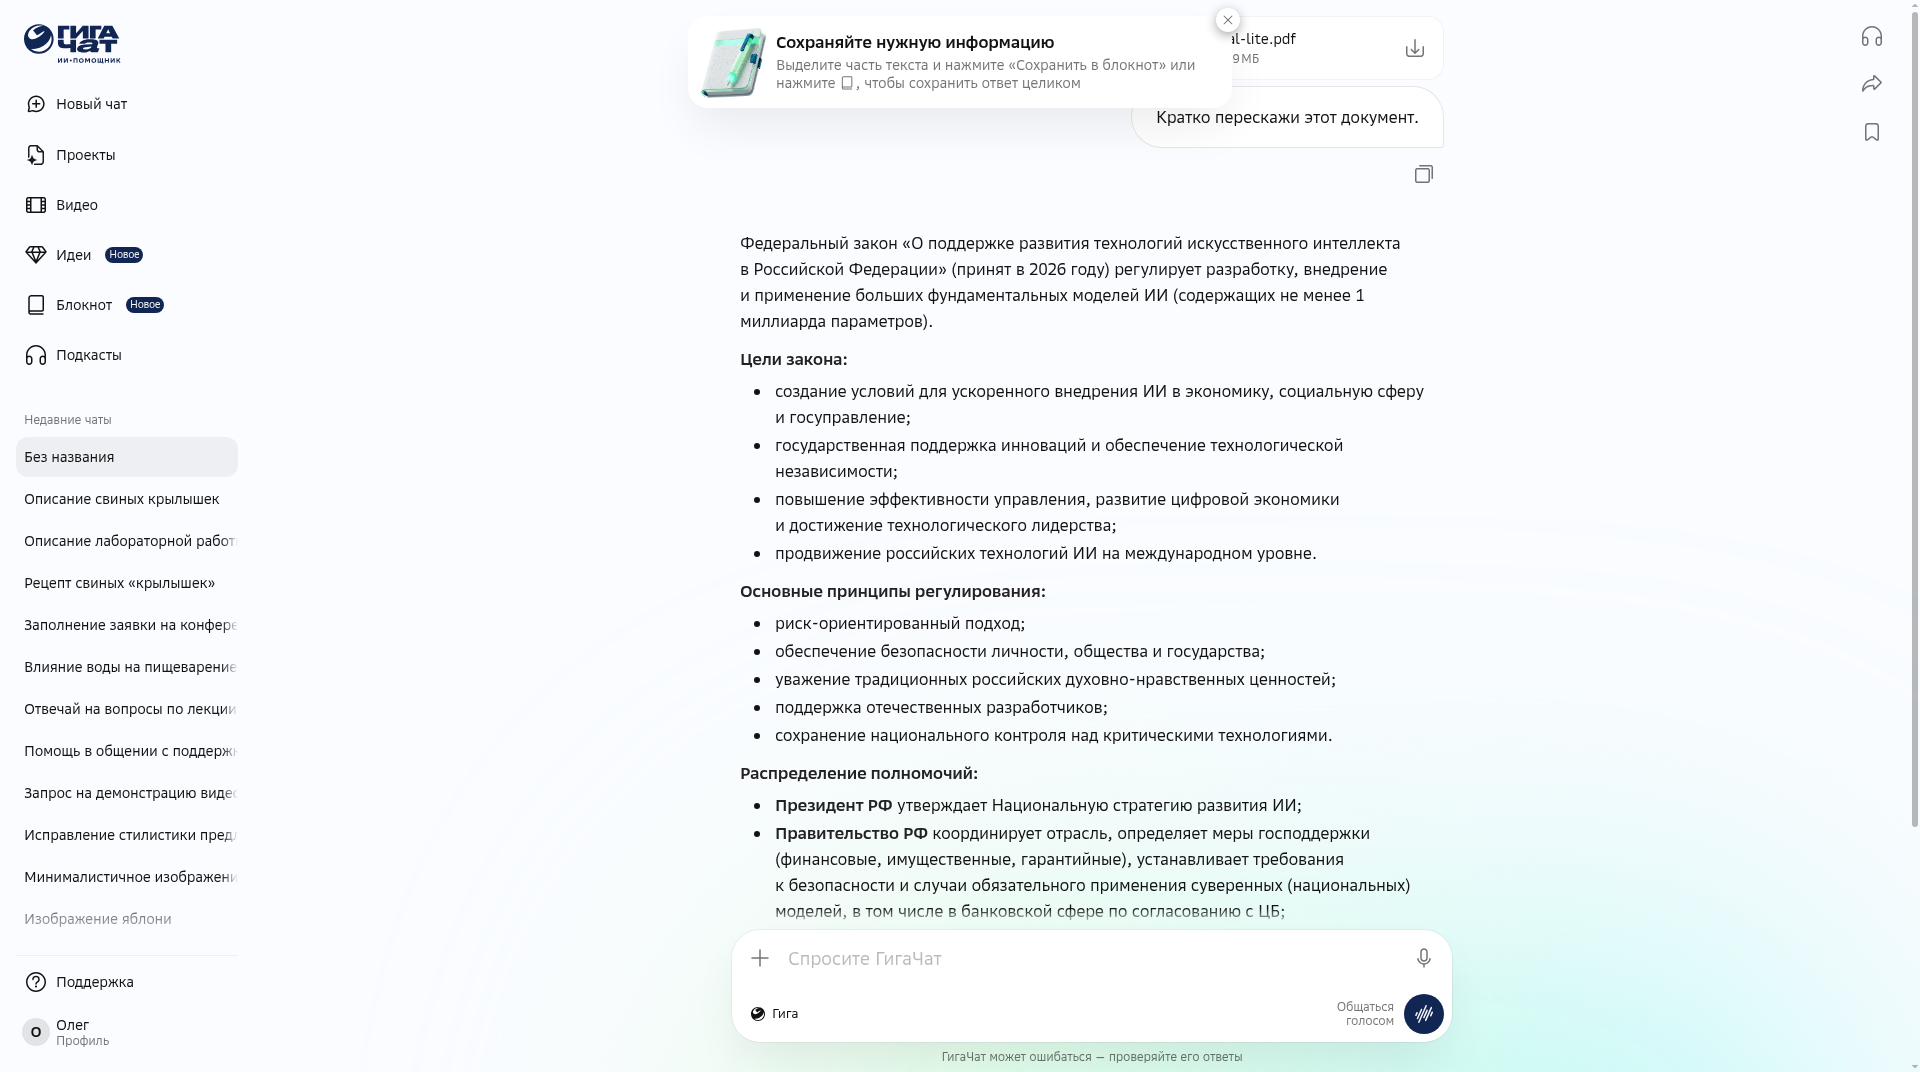 ГИГА
ЧАТ
ИИ-ПОМОЩНИК
Новый чат
Проекты
Видео
Идеи Новое
Блокнот Новое
Подкасты
Недавние чаты
Без названия
Описание свиных крылышек
Описание лабораторной работ
Рецепт свиных «крылышек»
Заполнение заявки на конфере
Влияние воды на пищеварение
Отвечай на вопросы по лекции
Помощь в общении с поддерж
Запрос на демонстрацию виде
Исправление стилистики пред
Минималистичное изображени
Изображение яблони
Поддержка
О
Олег
Профиль
Сохраняйте нужную информацию
Выделите часть текста и нажмите «Сохранить в блокнот» или
нажмите , чтобы сохранить ответ целиком
al-lite.pdf
9 МБ
Кратко перескажи этот документ.
Федеральный закон «О поддержке развития технологий искусственного интеллекта
в Российской Федерации» (принят в 2026 году) регулирует разработку, внедрение
и применение больших фундаментальных моделей ИИ (содержащих не менее 1
миллиарда параметров).
Цели закона:
• создание условий для ускоренного внедрения ИИ в экономику, социальную сферу
и госуправление;
• государственная поддержка инноваций и обеспечение технологической
независимости;
• повышение эффективности управления, развитие цифровой экономики
и достижение технологического лидерства;
• продвижение российских технологий ИИ на международном уровне.
Основные принципы регулирования:
• риск-ориентированный подход;
• обеспечение безопасности личности, общества и государства;
• уважение традиционных российских духовно-нравственных ценностей;
• поддержка отечественных разработчиков;
• сохранение национального контроля над критическими технологиями.
Распределение полномочий:
• Президент РФ утверждает Национальную стратегию развития ИИ;
• Правительство РФ координирует отрасль, определяет меры господдержки
(финансовые, имущественные, гарантийные), устанавливает требования
к безопасности и случаи обязательного применения суверенных (национальных)
моделей, в том числе в банковской сфере по согласованию с ЦБ;
Спросите ГигаЧат
Гига
Общаться
голосом
ГигаЧат может ошибаться — проверяйте его ответы